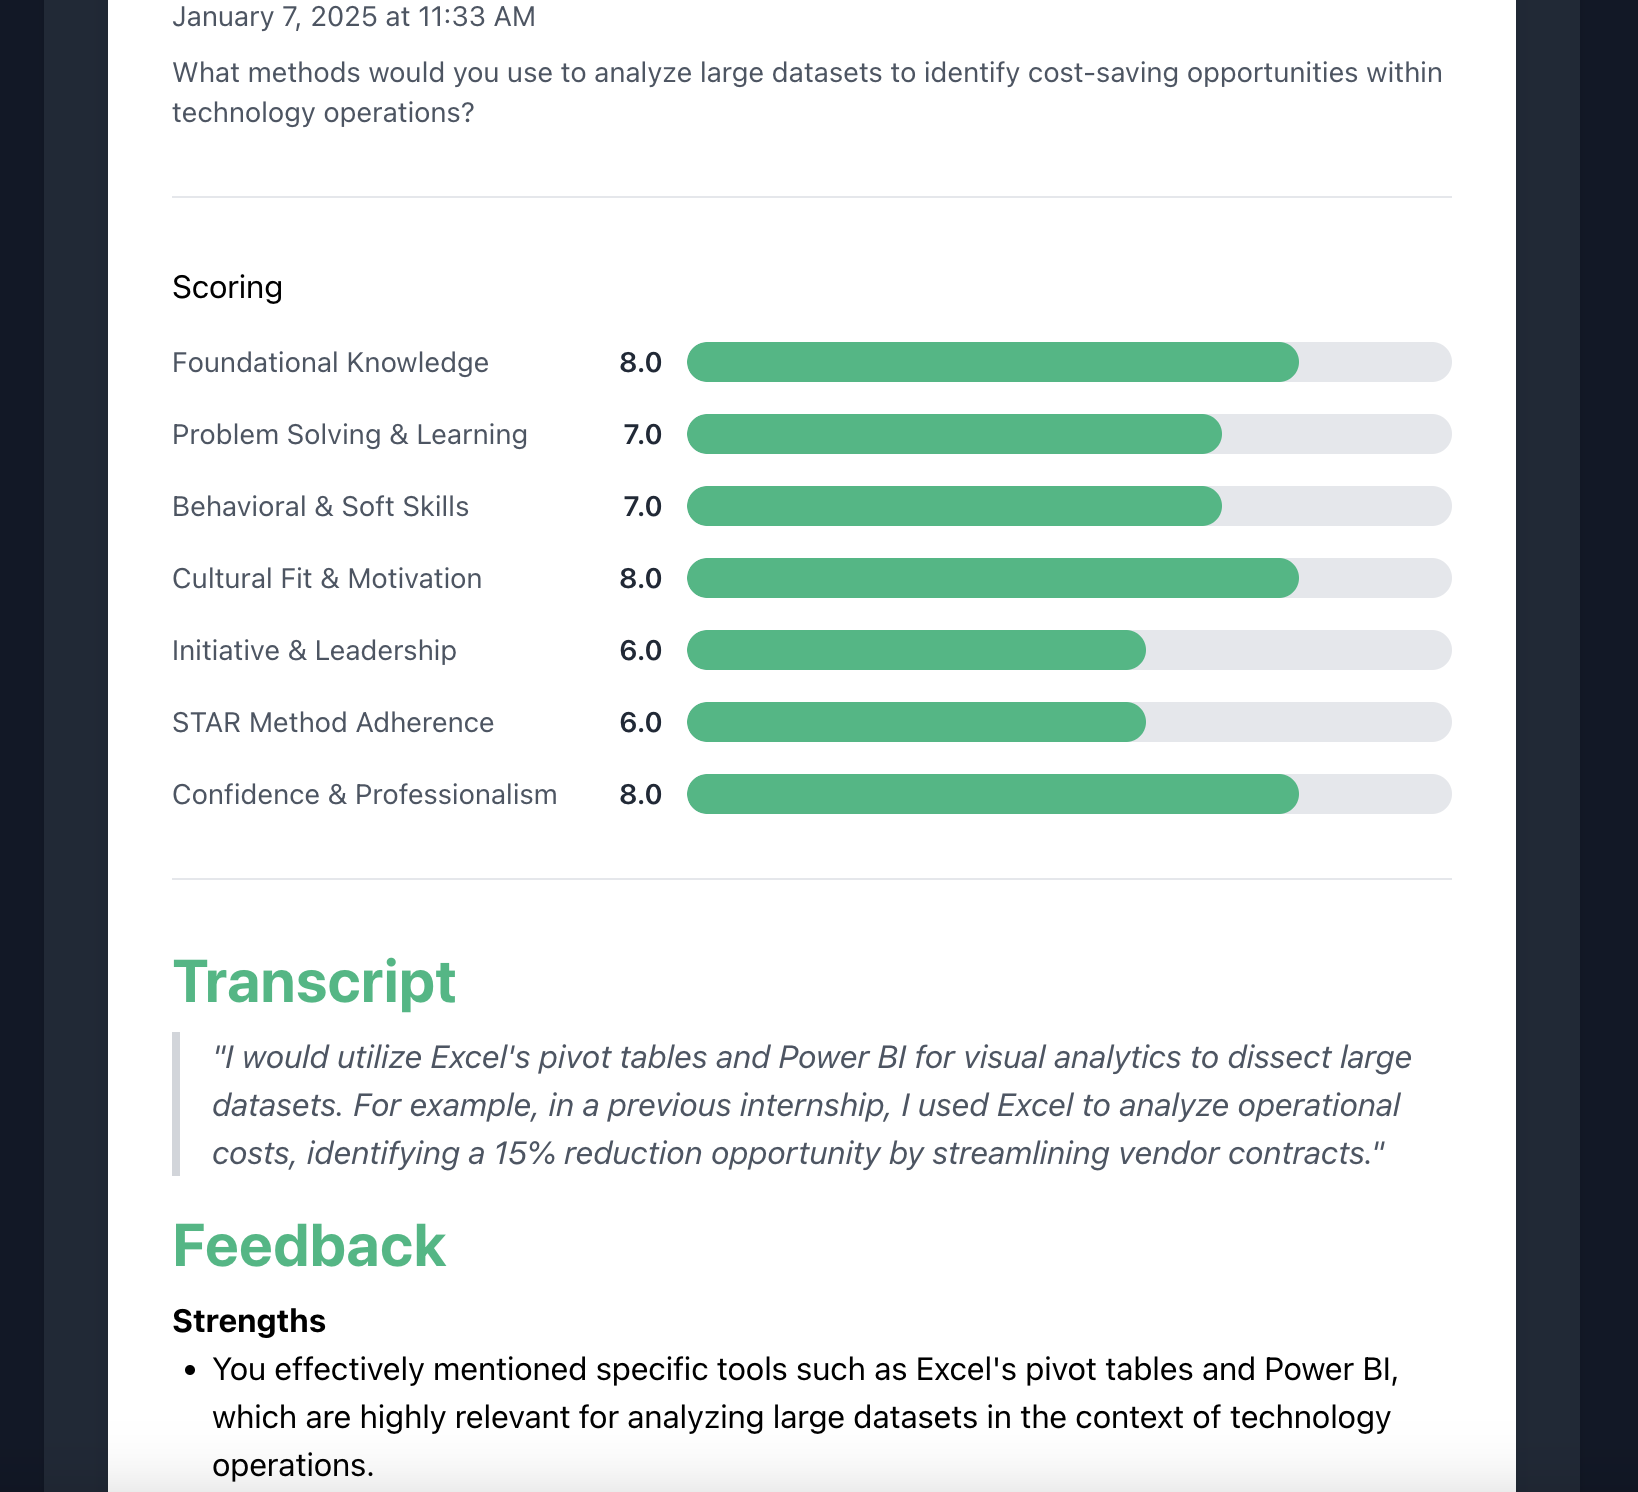 January 7, 2025 at 11:33 AM
What methods would you use to analyze large datasets to identify cost-saving opportunities within
technology operations?
Scoring
Foundational Knowledge 8.0
Problem Solving & Learning 7.0
Behavioral & Soft Skills 7.0
Cultural Fit & Motivation 8.0
Initiative & Leadership 6.0
STAR Method Adherence 6.0
Confidence & Professionalism 8.0
Transcript
"I would utilize Excel's pivot tables and Power BI for visual analytics to dissect large
datasets. For example, in a previous internship, I used Excel to analyze operational
costs, identifying a 15% reduction opportunity by streamlining vendor contracts."
Feedback
Strengths
• You effectively mentioned specific tools such as Excel's pivot tables and Power BI,
which are highly relevant for analyzing large datasets in the context of technology
operations.